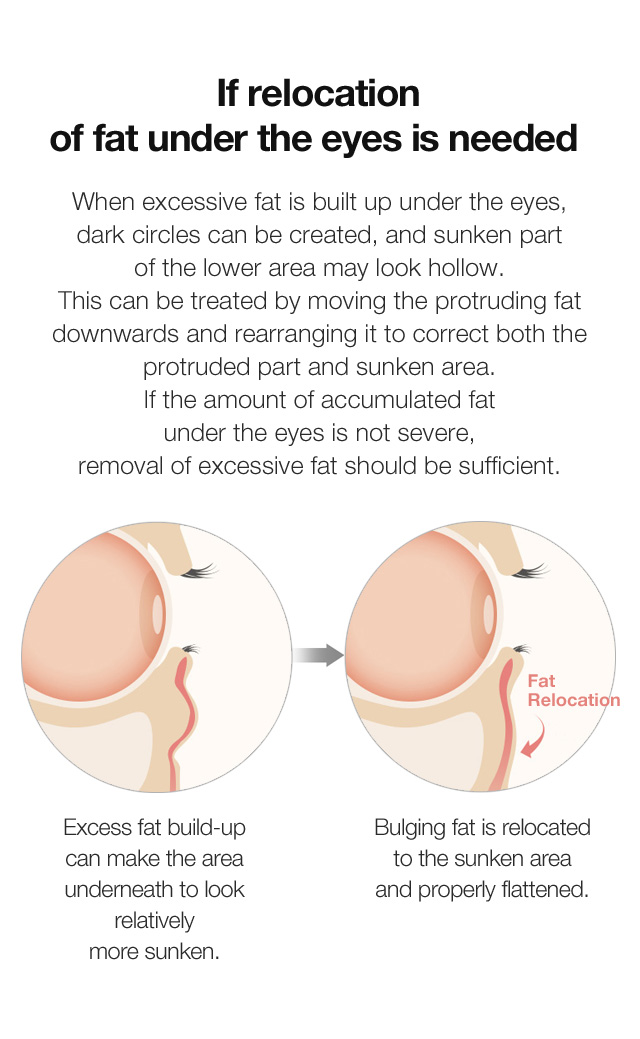 If relocation
of fat under the eyes is needed
When excessive fat is built up under the eyes,
dark circles can be created, and sunken part
of the lower area may look hollow.
This can be treated by moving the protruding fat
downwards and rearranging it to correct both the
protruded part and sunken area.
If the amount of accumulated fat
under the eyes is not severe,
removal of excessive fat should be sufficient.
Fat
Relocation
Excess fat build-up
can make the area
underneath to look
relatively
more sunken.
Bulging fat is relocated
to the sunken area
and properly flattened.